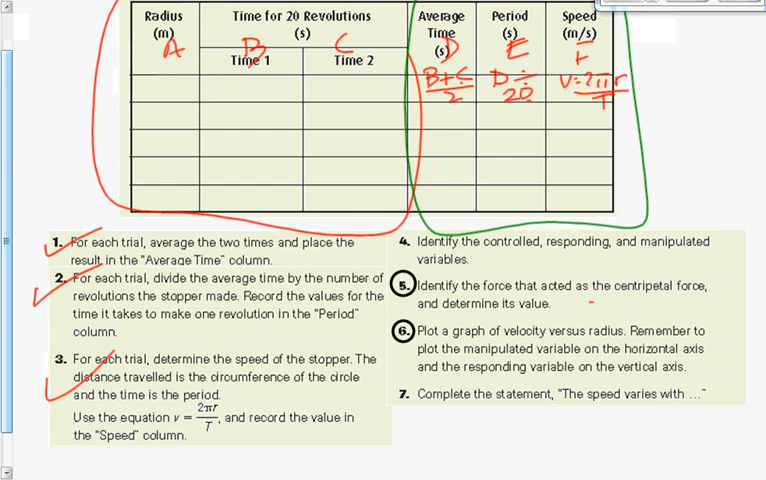 Radius
(m)
Time for 20 Revolutions
(s)
Average
Time
(s)
Period
(s)
Speed
(m/s)
A
B
C
D
E
F
Time 1
Time 2
B+C
2
D ÷
20
V=2πr
T
1. For each trial, average the two times and place the
result in the "Average Time" column.
2. For each trial, divide the average time by the number of
revolutions the stopper made. Record the values for the
time it takes to make one revolution in the "Period"
column.
3. For each trial, determine the speed of the stopper. The
distance travelled is the circumference of the circle
and the time is the period.
Use the equation v = 2πr/T, and record the value in
the "Speed" column.
4. Identify the controlled, responding, and manipulated
variables.
5. Identify the force that acted as the centripetal force,
and determine its value.
6. Plot a graph of velocity versus radius. Remember to
plot the manipulated variable on the horizontal axis
and the responding variable on the vertical axis.
7. Complete the statement, "The speed varies with ..."